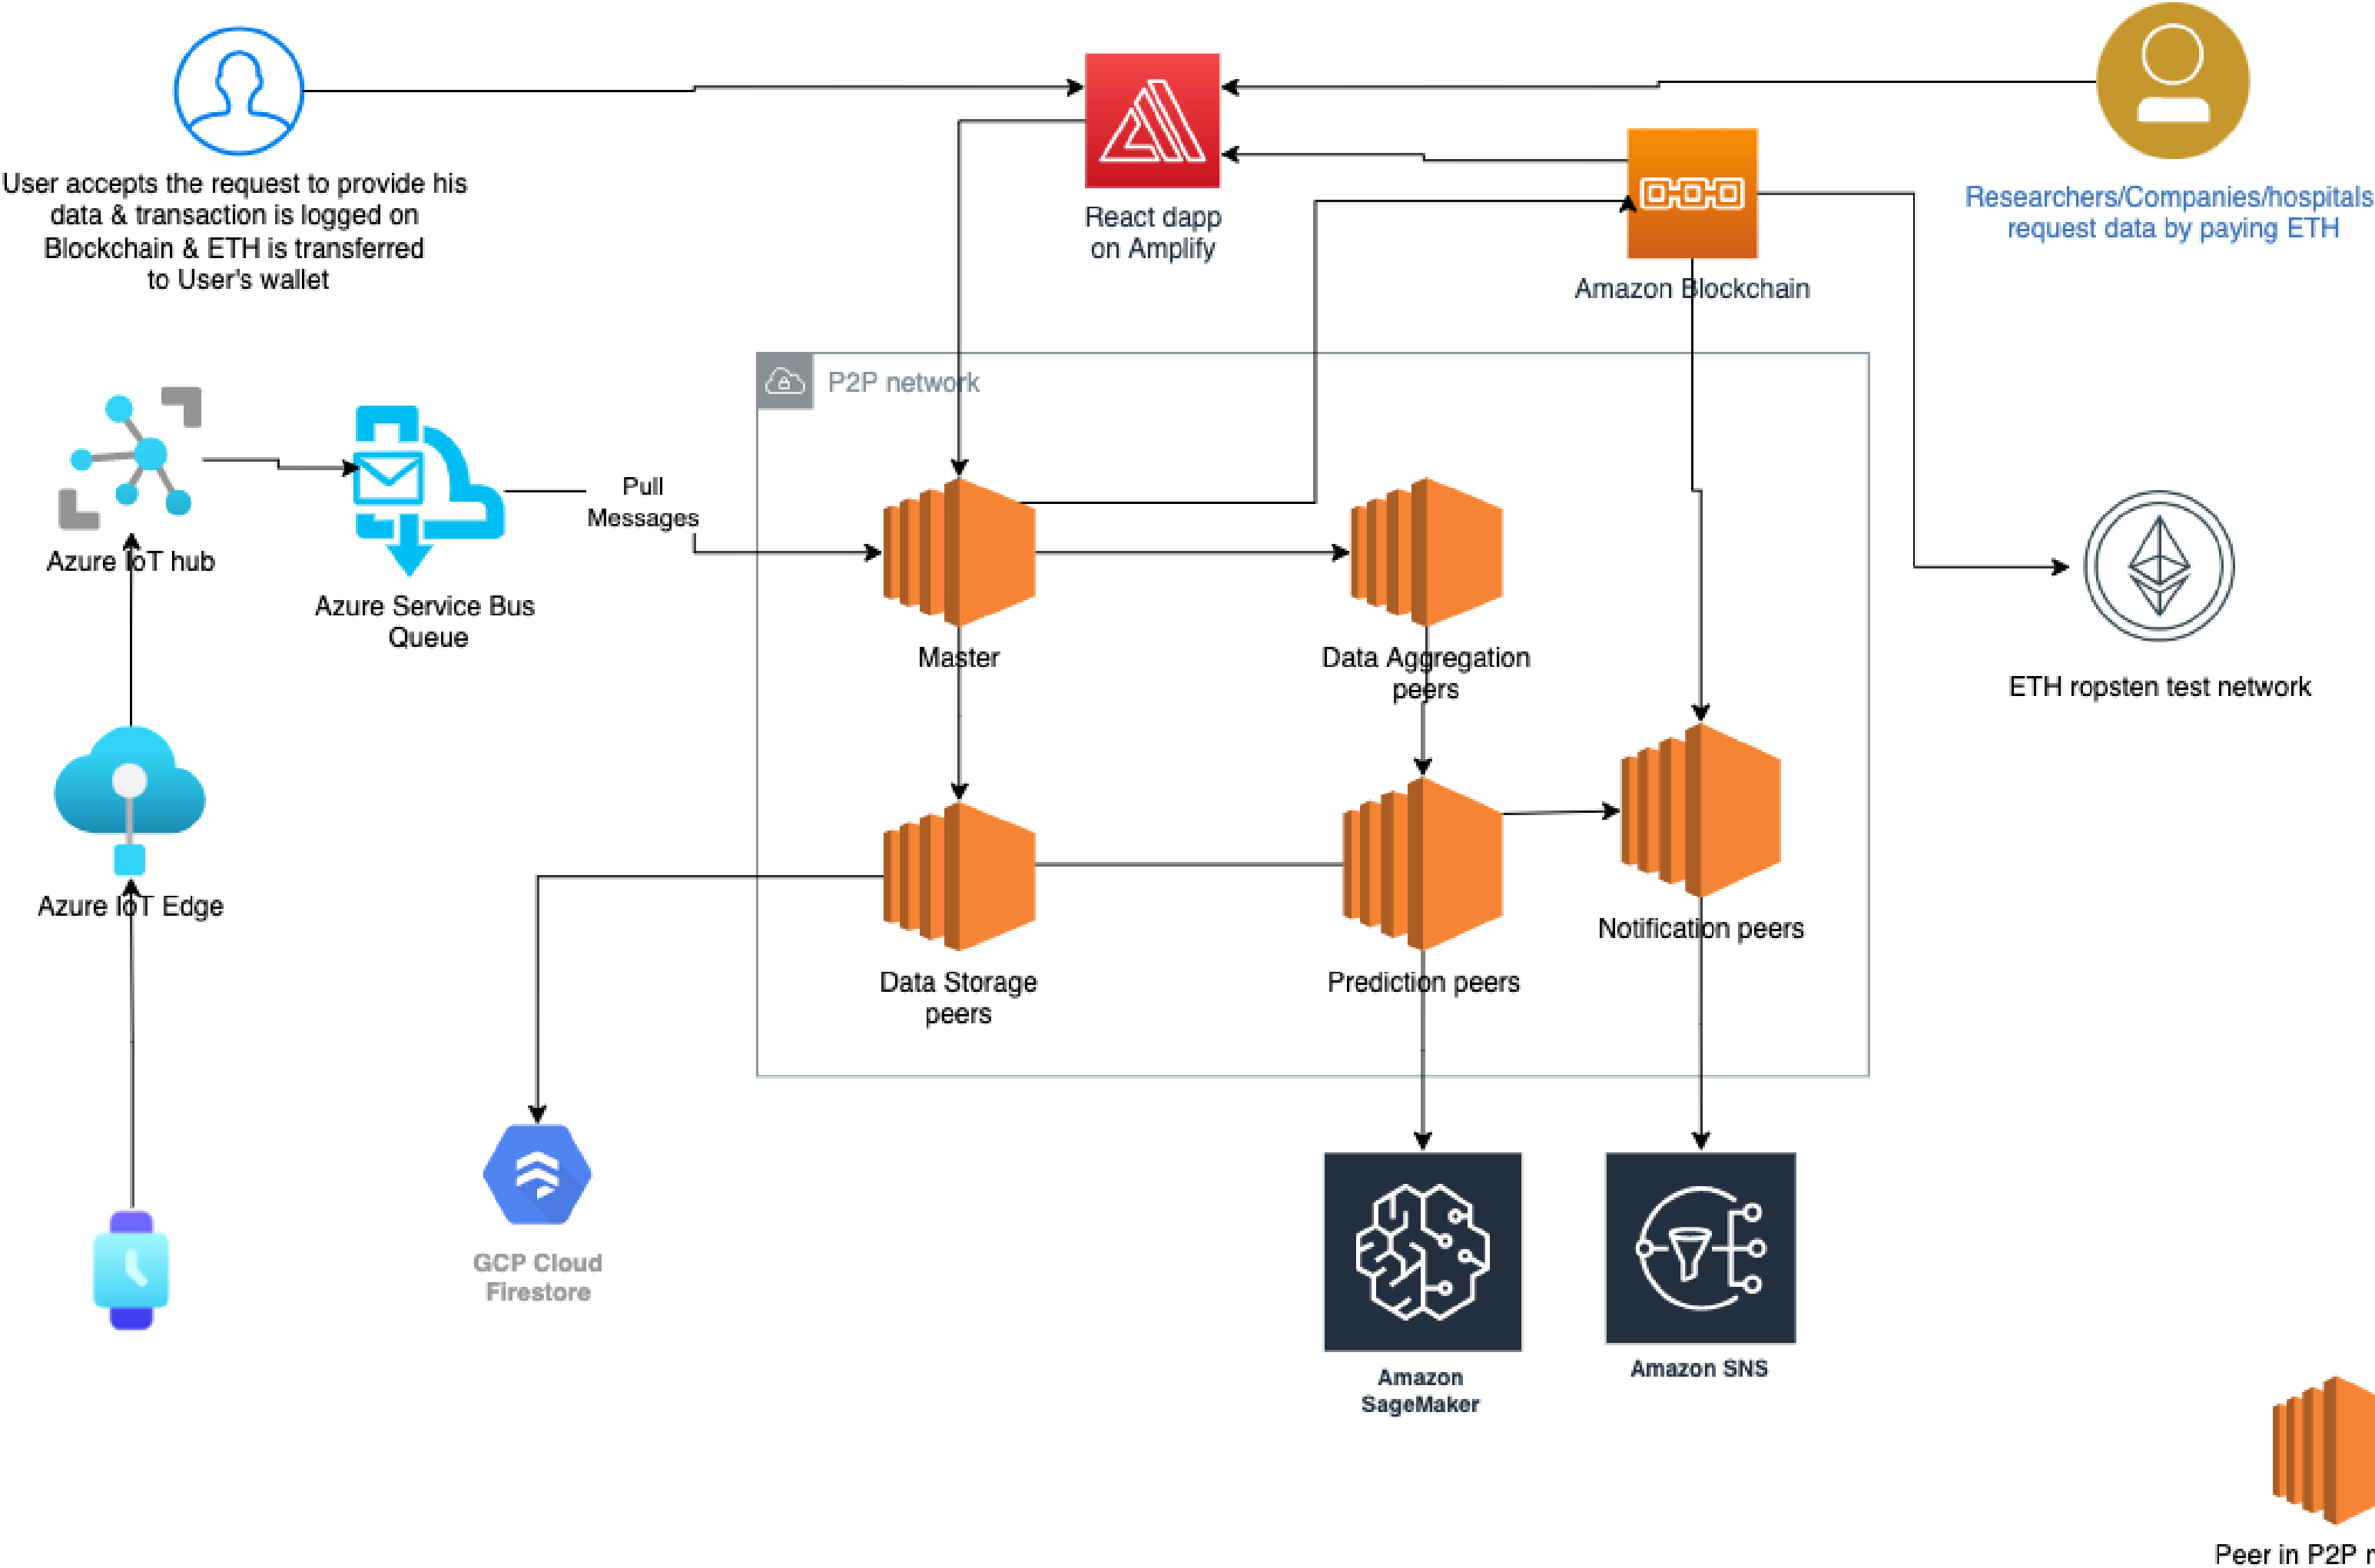 User accepts the request to provide his
data & transaction is logged on
Blockchain & ETH is transferred
to User's wallet
React dapp
on Amplify
Amazon Blockchain
Researchers/Companies/hospitals
request data by paying ETH
P2P network
Azure IoT hub
Azure Service Bus
Queue
Pull
Messages
Master
Data Aggregation
peers
ETH ropsten test network
Azure IoT Edge
Data Storage
peers
Prediction peers
Notification peers
GCP Cloud
Firestore
Amazon
SageMaker
Amazon SNS
Peer in P2P